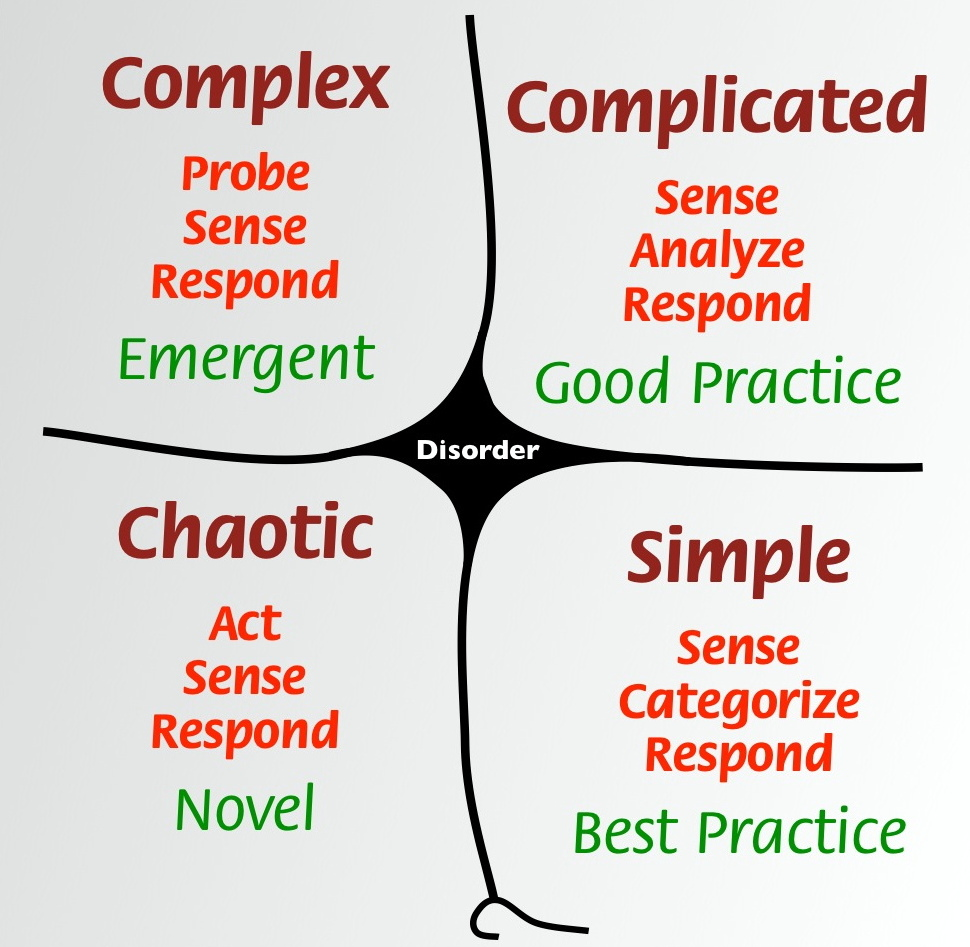 Complex
Probe
Sense
Respond
Emergent
Complicated
Sense
Analyze
Respond
Good Practice
Disorder
Chaotic
Act
Sense
Respond
Novel
Simple
Sense
Categorize
Respond
Best Practice